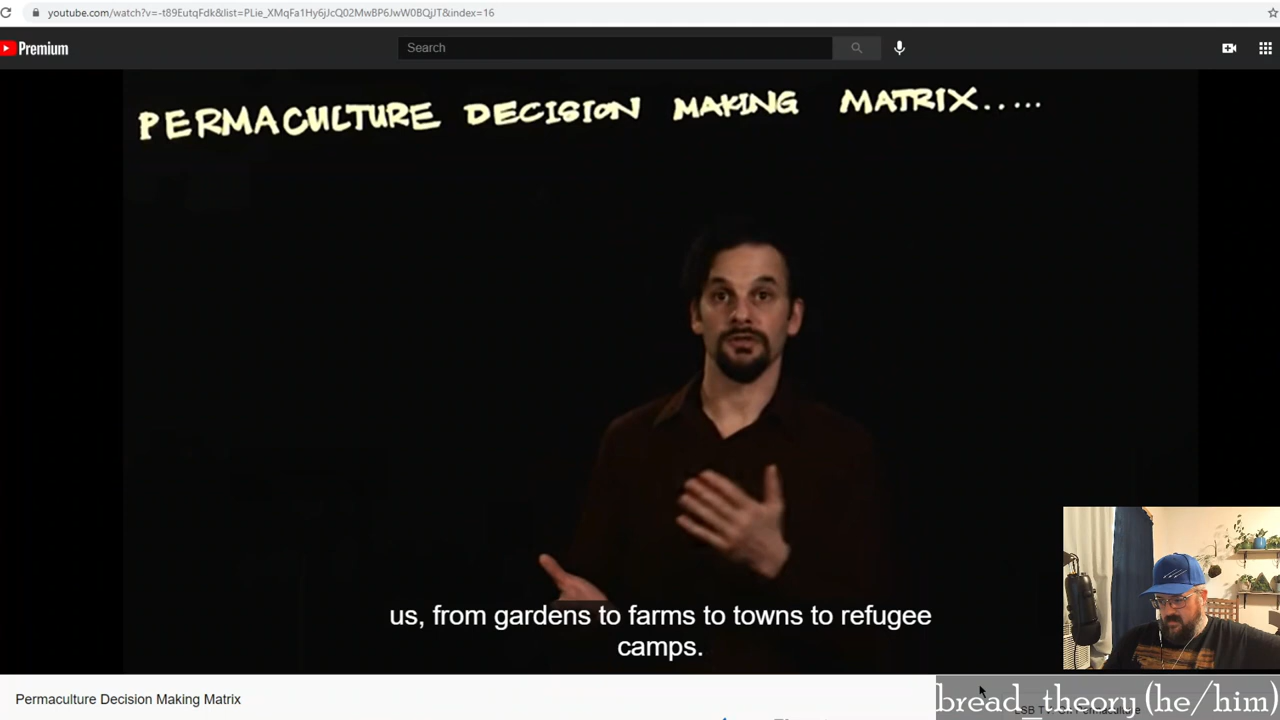 youtube.com/watch?v=-t89EutqFdk&list=PLie_XMqFa1Hy6jJcQ02MwBP6JwW0BQjJT&index=16
Premium
Search
PERMACULTURE DECISION MAKING MATRIX.....
us, from gardens to farms to towns to refugee
camps.
Permaculture Decision Making Matrix
bread_theory (he/him)